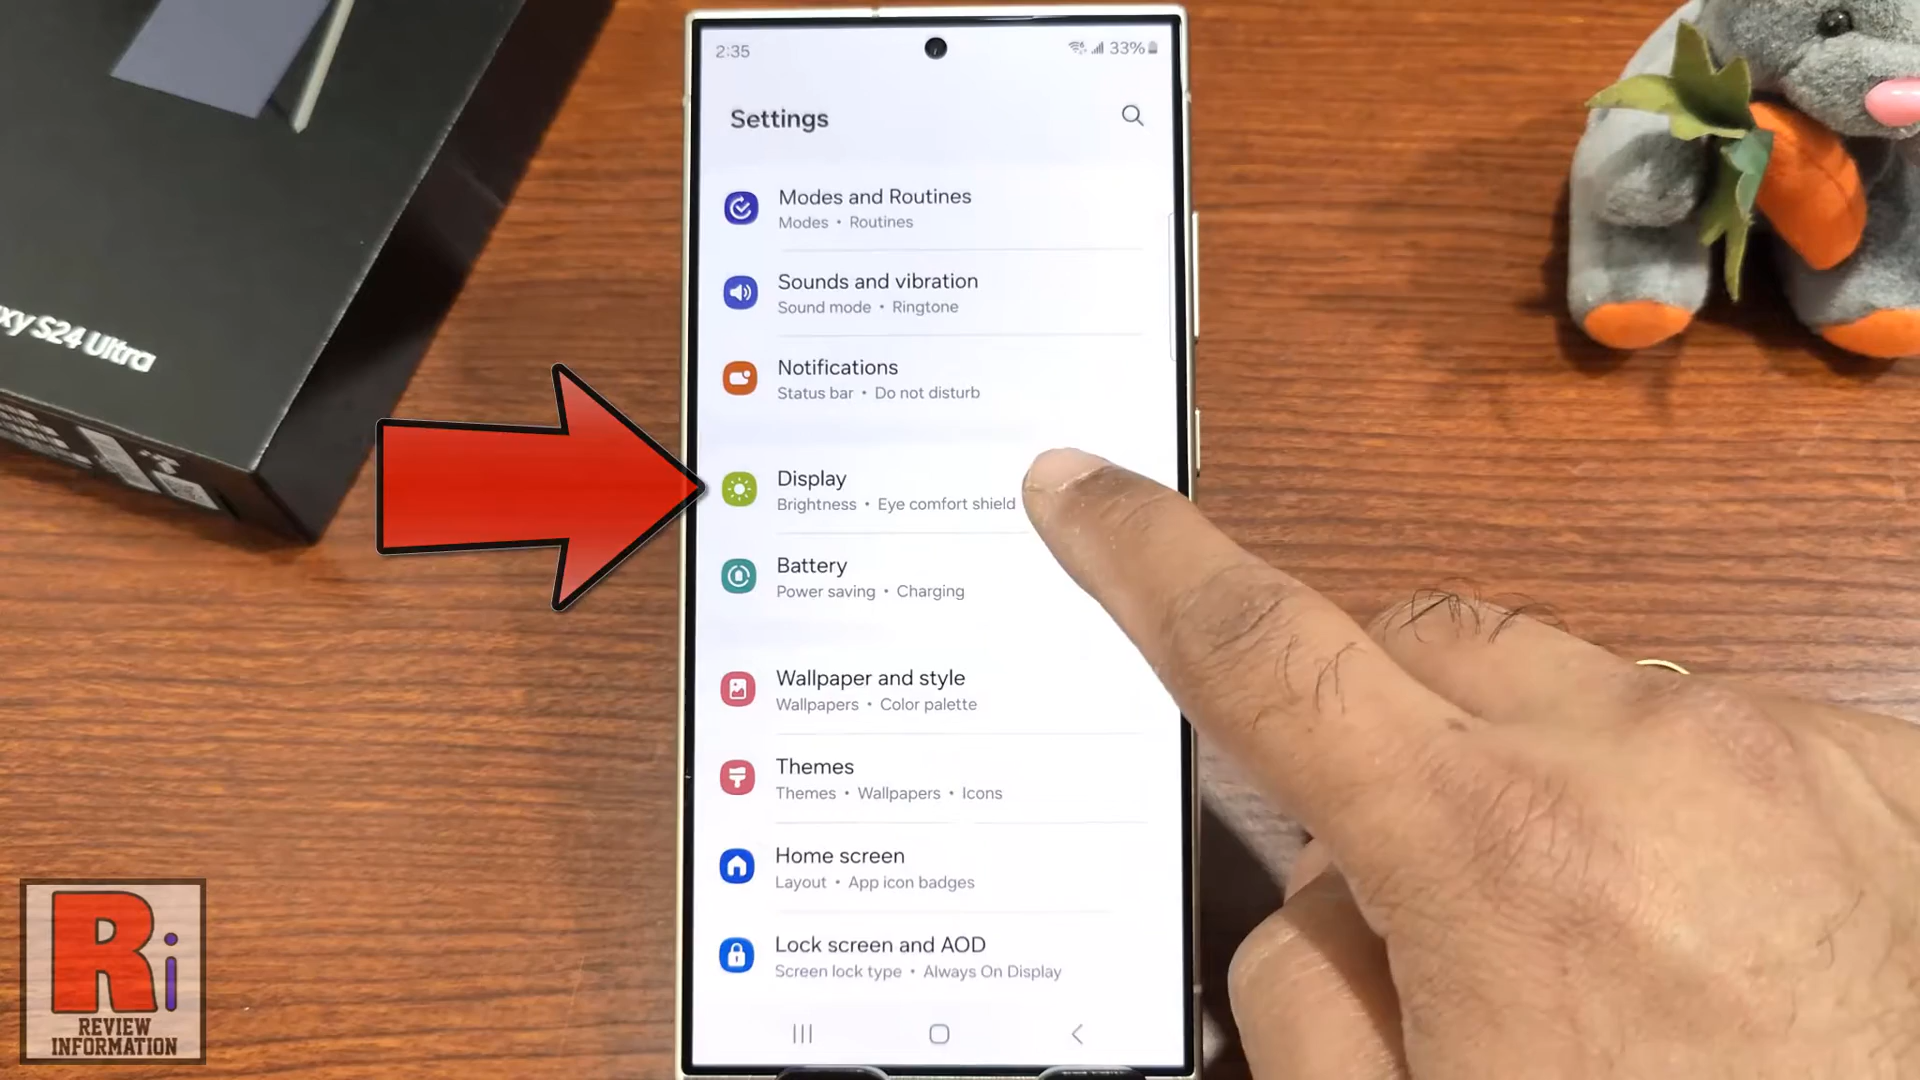 2:35
33%
Settings
Modes and Routines
Modes • Routines
Sounds and vibration
Sound mode • Ringtone
Notifications
Status bar • Do not disturb
Display
Brightness • Eye comfort shield
Battery
Power saving • Charging
Wallpaper and style
Wallpapers • Color palette
Themes
Themes • Wallpapers • Icons
Home screen
Layout • App icon badges
Lock screen and AOD
Screen lock type • Always On Display
xy S24 Ultra
Ri
REVIEW
INFORMATION